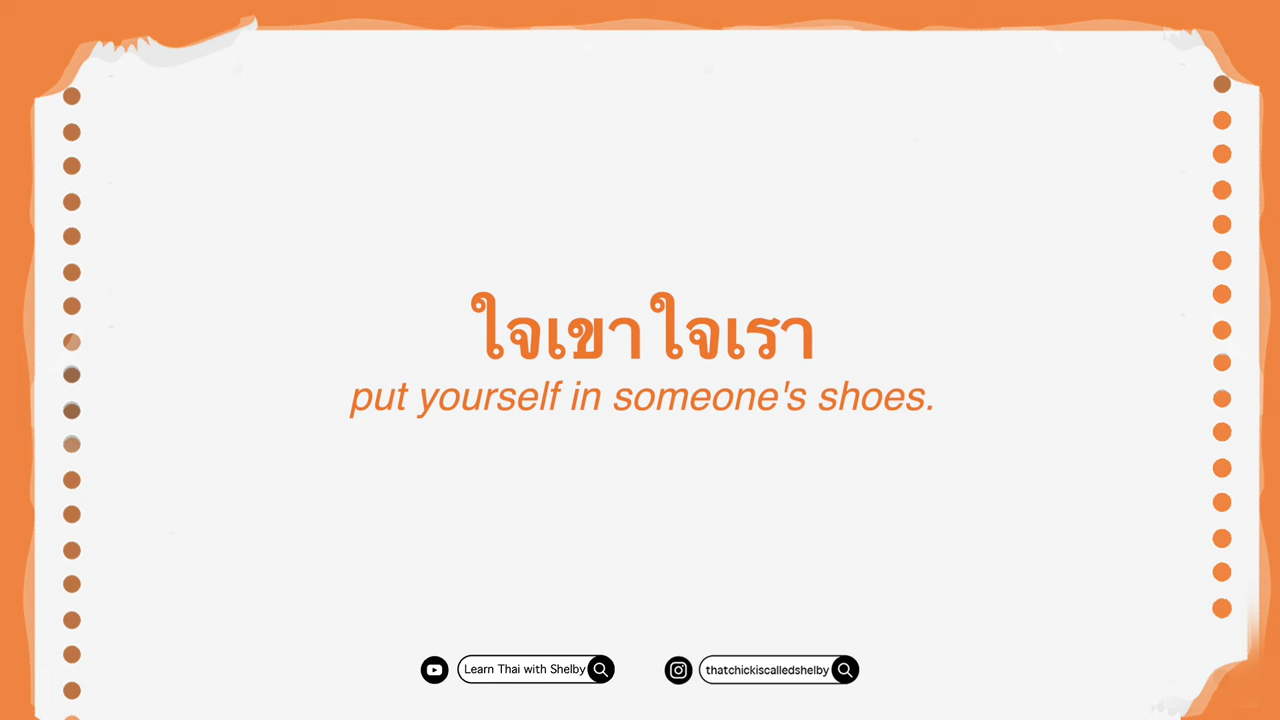 ใจเขา ใจเรา
put yourself in someone's shoes.
Learn Thai with Shelby
thatchickiscalledshelby